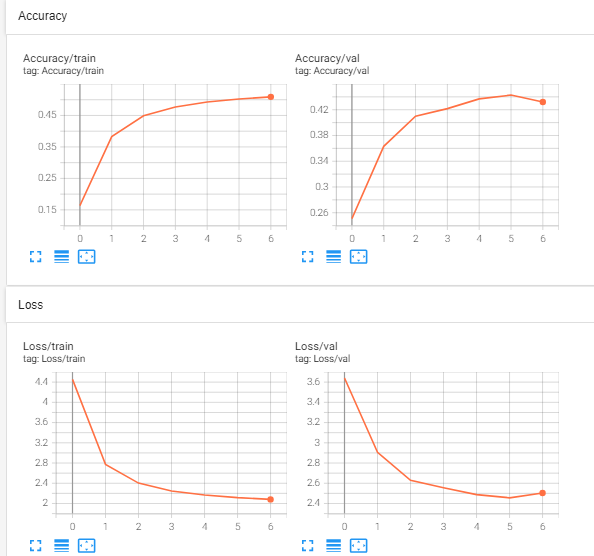 Accuracy
Accuracy/train
tag: Accuracy/train
0.45
0.35
0.25
0.15
0 1 2 3 4 5 6
Accuracy/val
tag: Accuracy/val
0.42
0.38
0.34
0.3
0.26
0 1 2 3 4 5 6
Loss
Loss/train
tag: Loss/train
4.4
4
3.6
3.2
2.8
2.4
2
0 1 2 3 4 5 6
Loss/val
tag: Loss/val
3.6
3.4
3.2
3
2.8
2.6
2.4
0 1 2 3 4 5 6